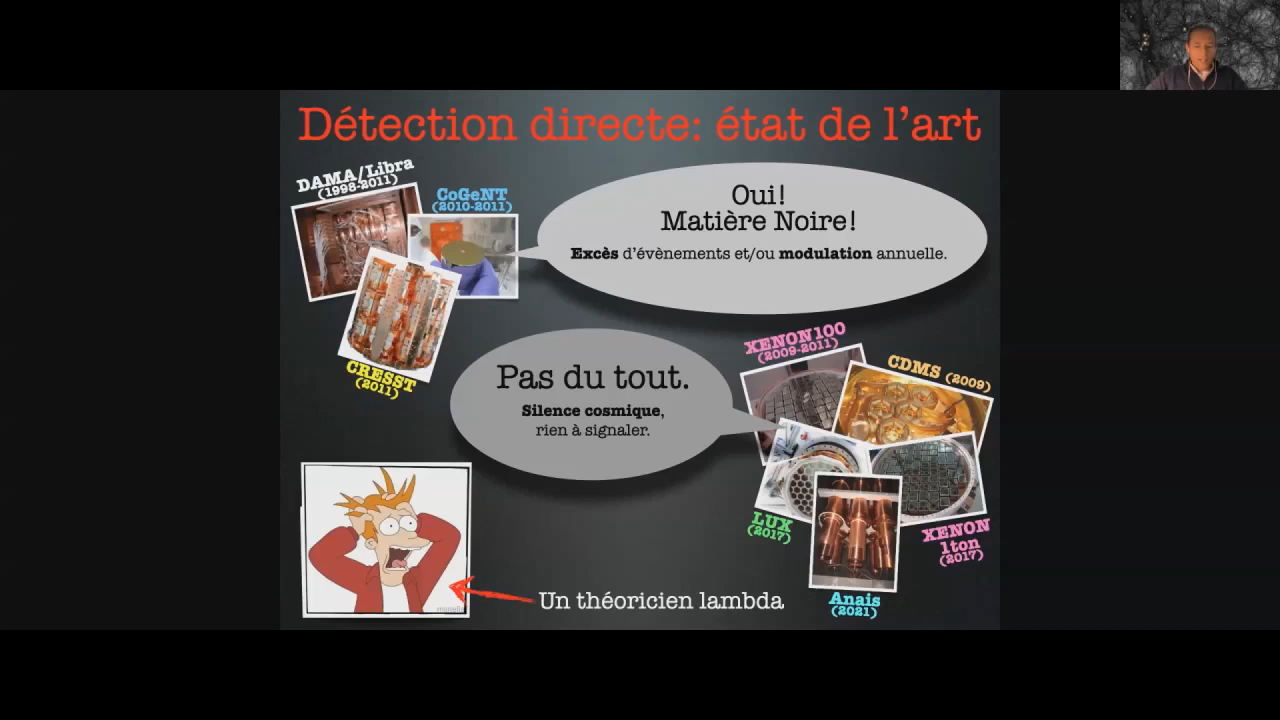 Détection directe: état de l'art
DAMA/Libra
(1998-2011)
CoGeNT
(2010-2011)
CRESST
(2011)
Oui!
Matière Noire!
Excès d'évènements et/ou modulation annuelle.
Pas du tout.
Silence cosmique,
rien à signaler.
XENON100
(2009-2011)
CDMS (2009)
LUX
(2017)
XENON
1ton
(2017)
Anais
(2021)
Un théoricien lambda